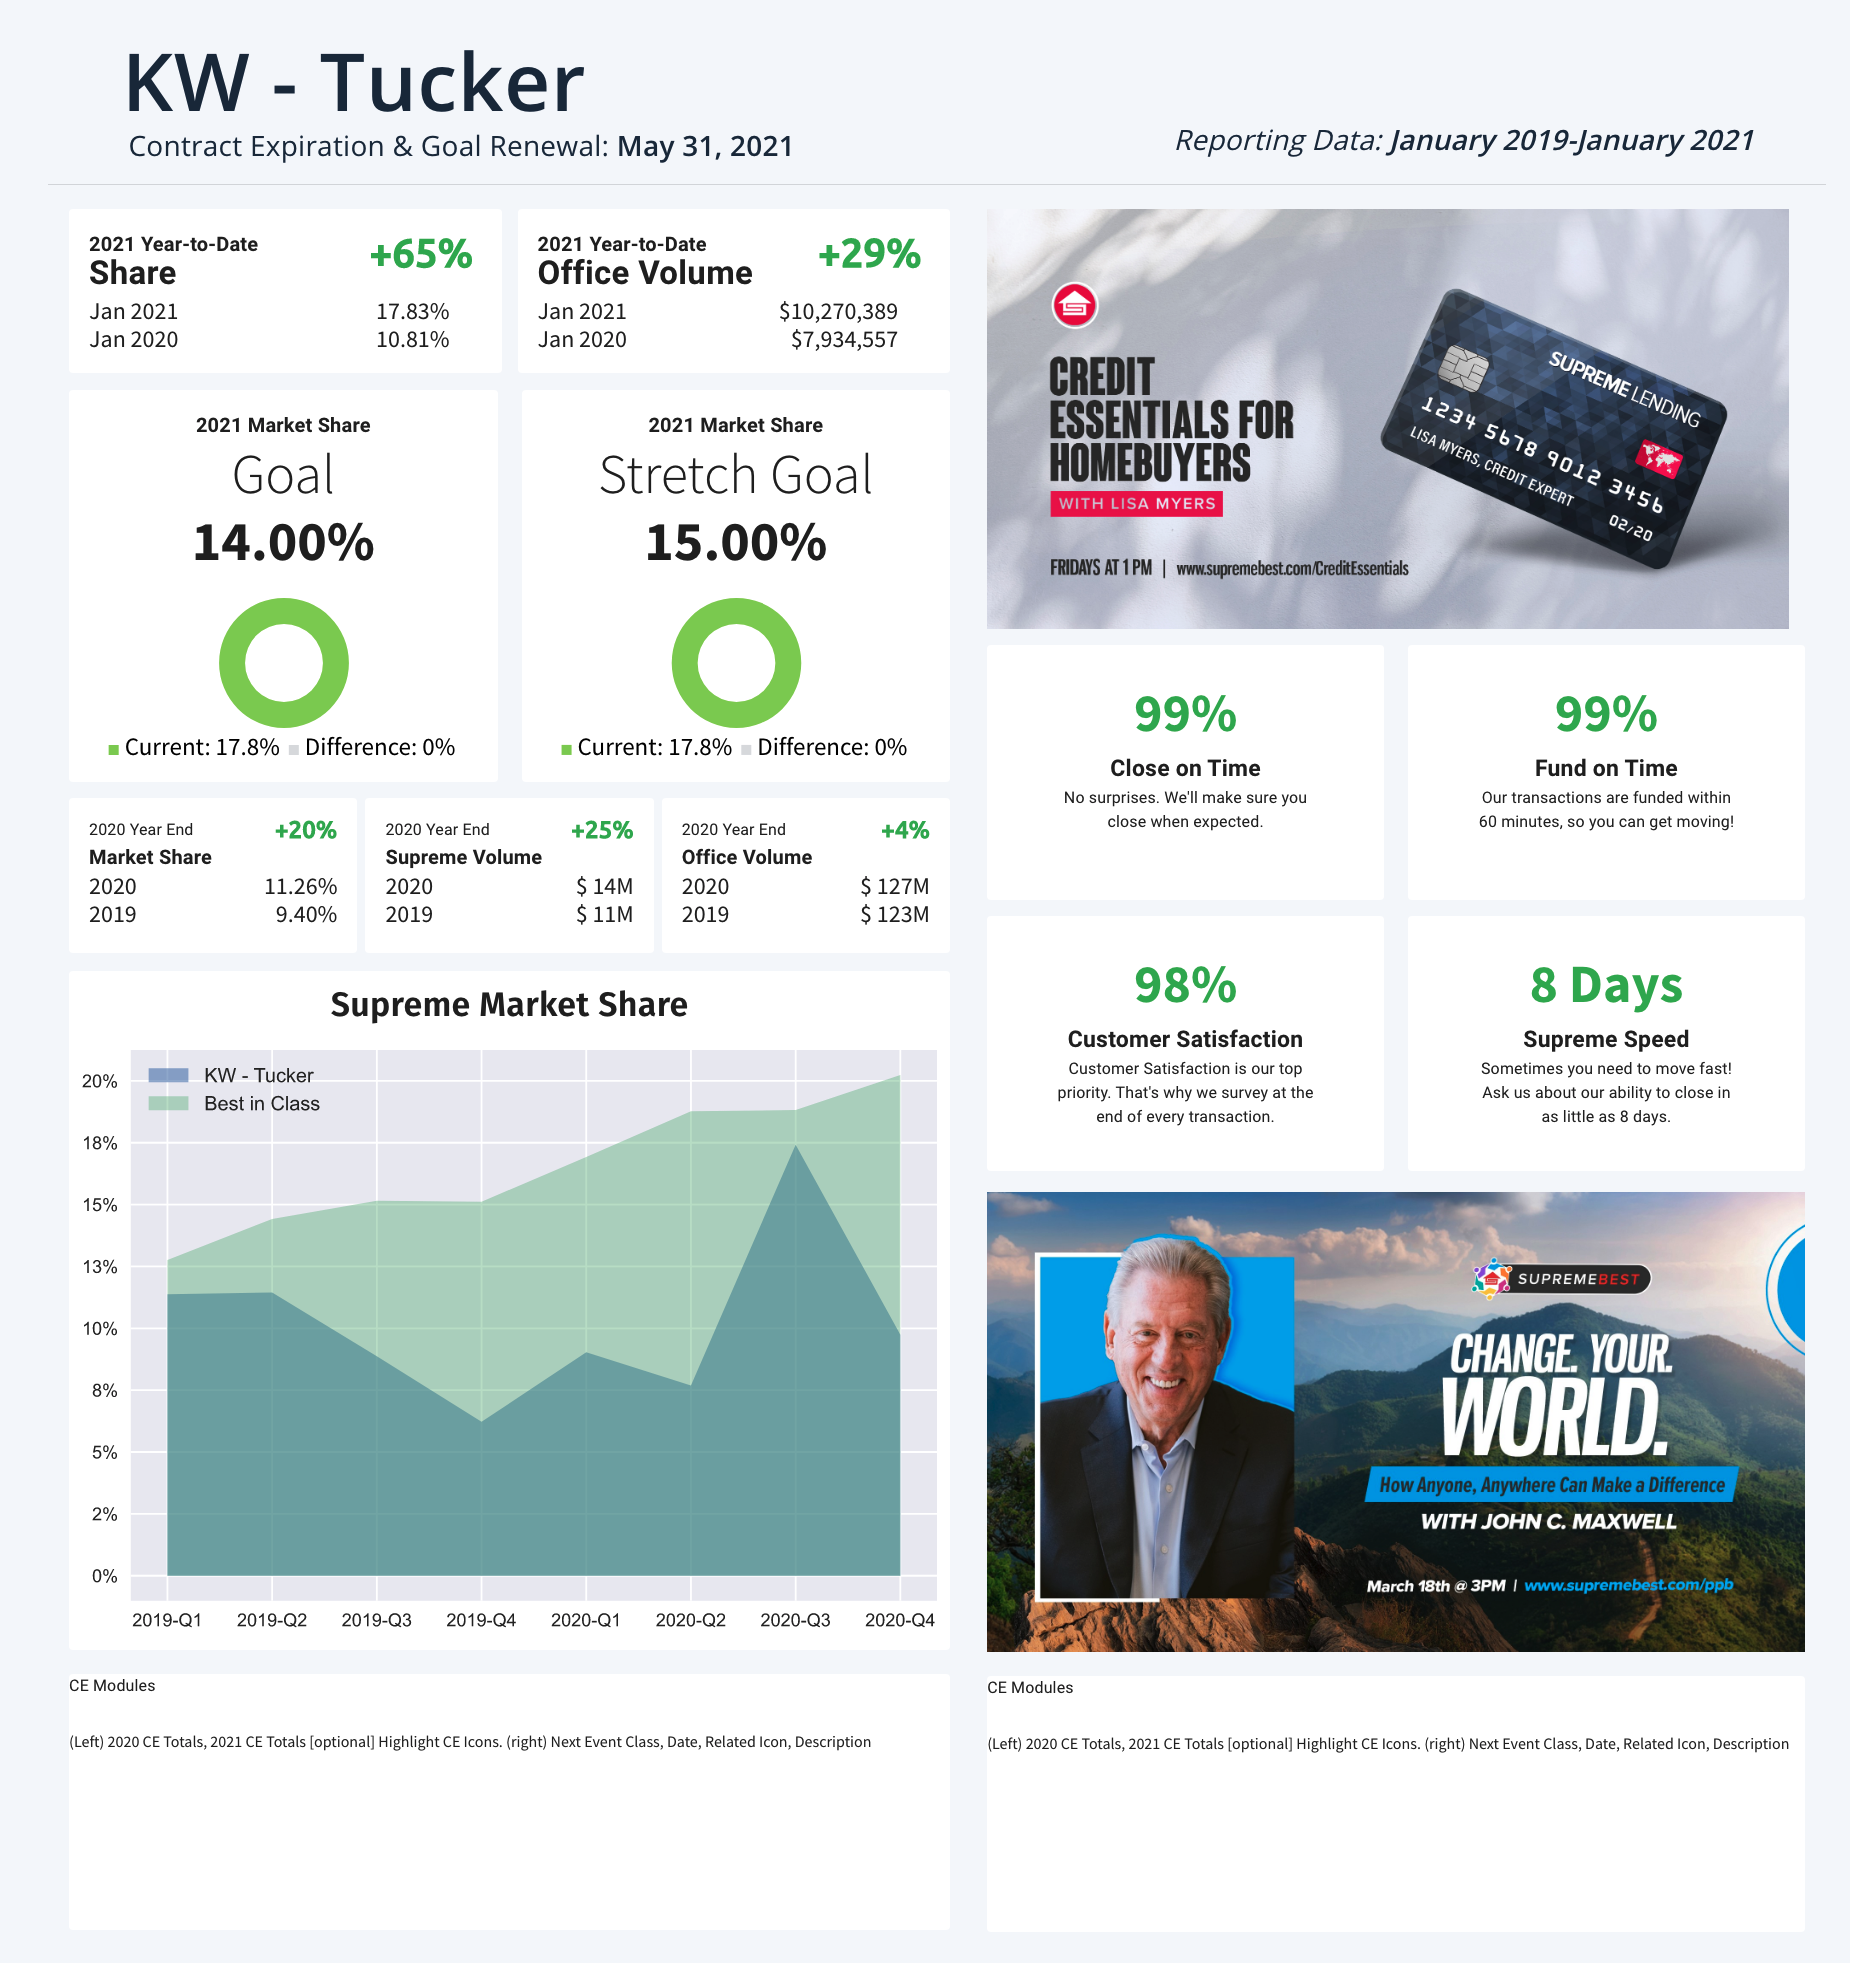 KW - Tucker
Contract Expiration & Goal Renewal: May 31, 2021
Reporting Data: January 2019-January 2021
2021 Year-to-Date
Share
+65%
Jan 2021 17.83%
Jan 2020 10.81%
2021 Year-to-Date
Office Volume
+29%
Jan 2021 $10,270,389
Jan 2020 $7,934,557
2021 Market Share
Goal
14.00%
Current: 17.8% Difference: 0%
2021 Market Share
Stretch Goal
15.00%
Current: 17.8% Difference: 0%
2020 Year End +20%
Market Share
2020 11.26%
2019 9.40%
2020 Year End +25%
Supreme Volume
2020 $ 14M
2019 $ 11M
2020 Year End +4%
Office Volume
2020 $ 127M
2019 $ 123M
Supreme Market Share
KW - Tucker
Best in Class
20%
18%
15%
13%
10%
8%
5%
2%
0%
2019-Q1 2019-Q2 2019-Q3 2019-Q4 2020-Q1 2020-Q2 2020-Q3 2020-Q4
CE Modules
(Left) 2020 CE Totals, 2021 CE Totals [optional] Highlight CE Icons. (right) Next Event Class, Date, Related Icon, Description
CREDIT
ESSENTIALS FOR
HOMEBUYERS
WITH LISA MYERS
FRIDAYS AT 1 PM | www.supremebest.com/CreditEssentials
SUPREME LENDING
1234 5678 9012 3456
LISA MYERS, CREDIT EXPERT
02/20
99%
Close on Time
No surprises. We'll make sure you
close when expected.
99%
Fund on Time
Our transactions are funded within
60 minutes, so you can get moving!
98%
Customer Satisfaction
Customer Satisfaction is our top
priority. That's why we survey at the
end of every transaction.
8 Days
Supreme Speed
Sometimes you need to move fast!
Ask us about our ability to close in
as little as 8 days.
SUPREMEBEST
CHANGE. YOUR.
WORLD.
How Anyone, Anywhere Can Make a Difference
WITH JOHN C. MAXWELL
March 18th @ 3PM | www.supremebest.com/ppb
CE Modules
(Left) 2020 CE Totals, 2021 CE Totals [optional] Highlight CE Icons. (right) Next Event Class, Date, Related Icon, Description